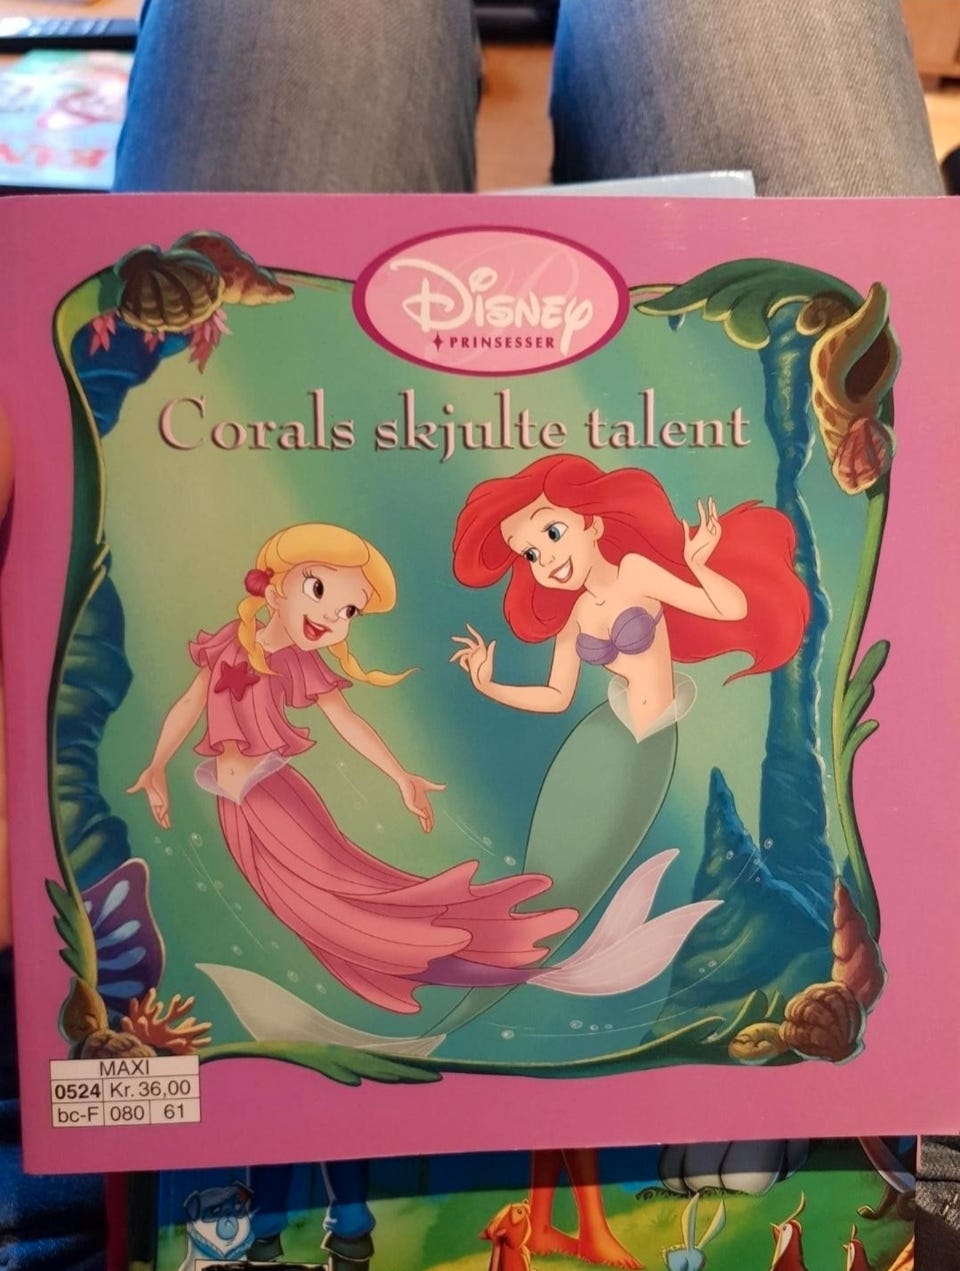 Disney
PRINSESSER
Corals skjulte talent
MAXI
0524 Kr. 36,00
bc-F 080 61